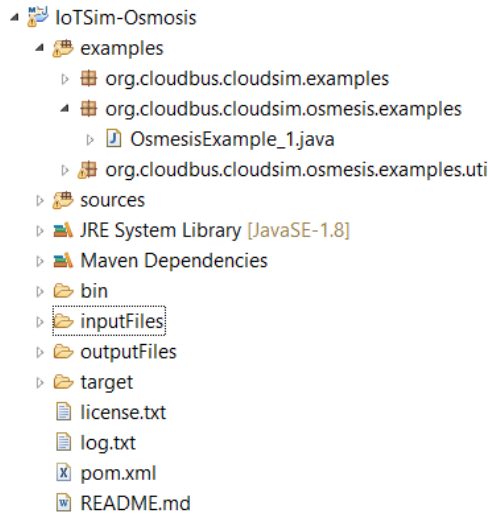 IoTSim-Osmosis
examples
org.cloudbus.cloudsim.examples
org.cloudbus.cloudsim.osmesis.examples
OsmesisExample_1.java
org.cloudbus.cloudsim.osmesis.examples.uti
sources
JRE System Library [JavaSE-1.8]
Maven Dependencies
bin
inputFiles
outputFiles
target
license.txt
log.txt
pom.xml
README.md